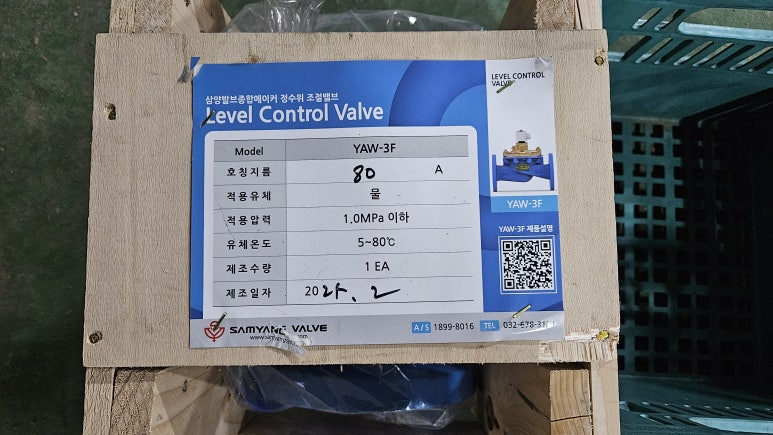 삼양밸브종합메이커 정수위 조절밸브
Level Control Valve
Model YAW-3F
호칭지름 80 A
적용유체 물
적용압력 1.0MPa 이하
유체온도 5~80℃
제조수량 1 EA
제조일자
SAMYANG VALVE
A/S 1899-8016 TEL
LEVEL CONTROL
VALVE
YAW-3F
YAW-3F 제품설명